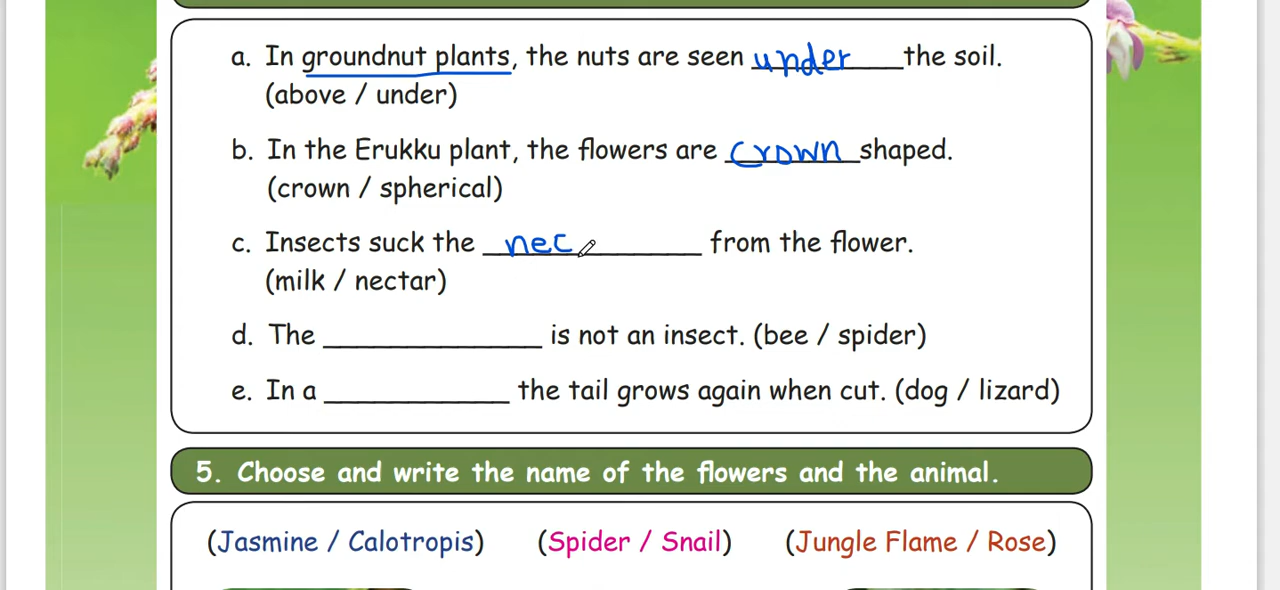 a. In groundnut plants, the nuts are seen under the soil.
(above / under)
b. In the Erukku plant, the flowers are crown shaped.
(crown / spherical)
c. Insects suck the nec from the flower.
(milk / nectar)
d. The ______________ is not an insect. (bee / spider)
e. In a ____________ the tail grows again when cut. (dog / lizard)
5. Choose and write the name of the flowers and the animal.
(Jasmine / Calotropis) (Spider / Snail) (Jungle Flame / Rose)